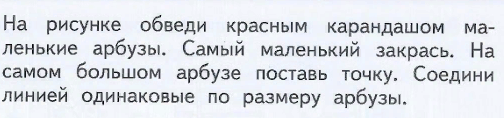 На рисунке обведи красным карандашом ма-
ленькие арбузы. Самый маленький закрась. На
самом большом арбузе поставь точку. Соедини
линией одинаковые по размеру арбузы.